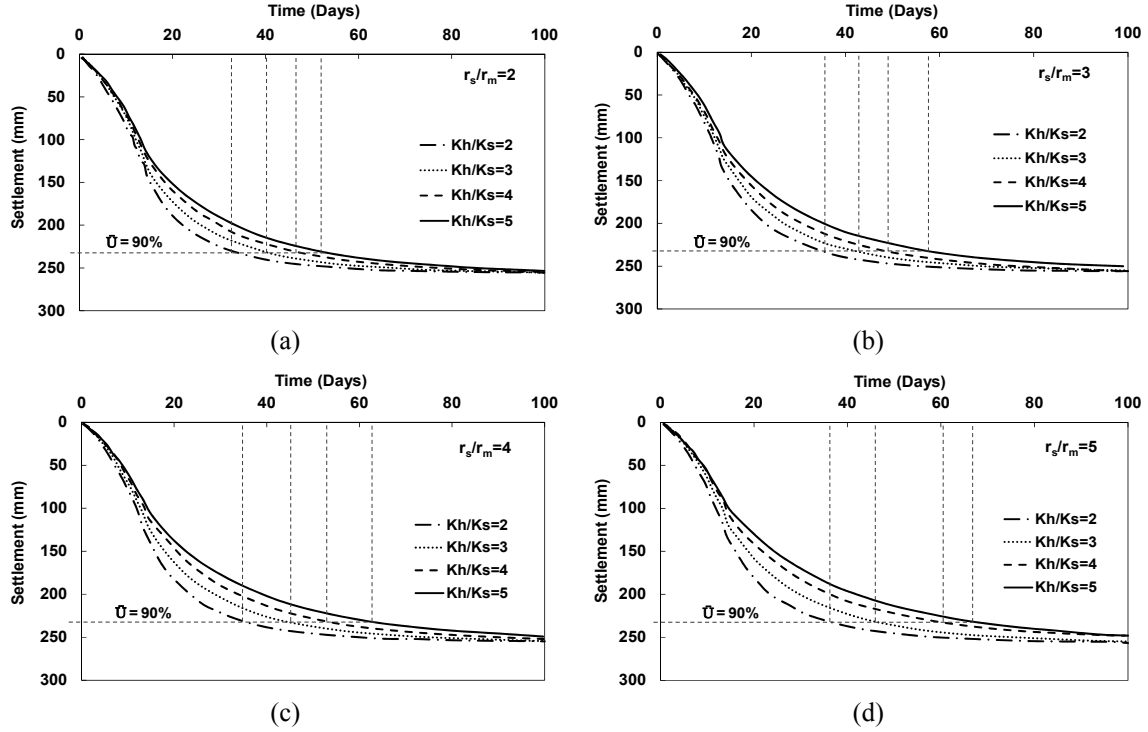 Time (Days)
0 20 40 60 80 100
0
50
100
150
200
250
300
Settlement (mm)
rs/rm=2
Kh/Ks=2
Kh/Ks=3
Kh/Ks=4
Kh/Ks=5
Ū = 90%
(a)
Time (Days)
0 20 40 60 80 100
0
50
100
150
200
250
300
Settlement (mm)
rs/rm=3
Kh/Ks=2
Kh/Ks=3
Kh/Ks=4
Kh/Ks=5
Ū = 90%
(b)
Time (Days)
0 20 40 60 80 100
0
50
100
150
200
250
300
Settlement (mm)
rs/rm=4
Kh/Ks=2
Kh/Ks=3
Kh/Ks=4
Kh/Ks=5
Ū = 90%
(c)
Time (Days)
0 20 40 60 80 100
0
50
100
150
200
250
300
Settlement (mm)
rs/rm=5
Kh/Ks=2
Kh/Ks=3
Kh/Ks=4
Kh/Ks=5
Ū = 90%
(d)